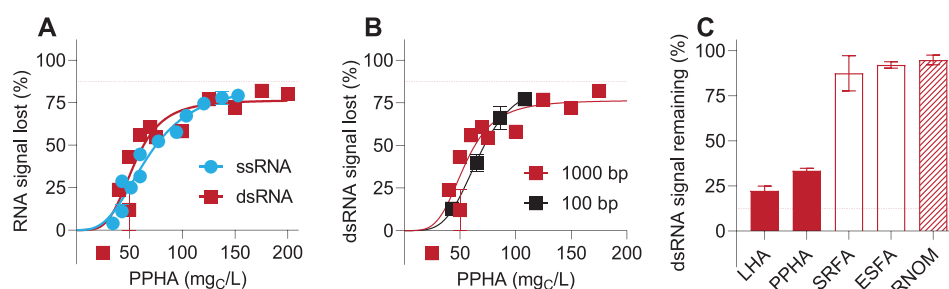 A
RNA signal lost (%)
100
75
50
25
0
ssRNA
dsRNA
50
100
150
200
PPHA (mgC/L)
B
dsRNA signal lost (%)
100
75
50
25
0
1000 bp
100 bp
50
100
150
200
PPHA (mgC/L)
C
dsRNA signal remaining (%)
100
75
50
25
0
LHA
PPHA
SRFA
ESFA
RNOM